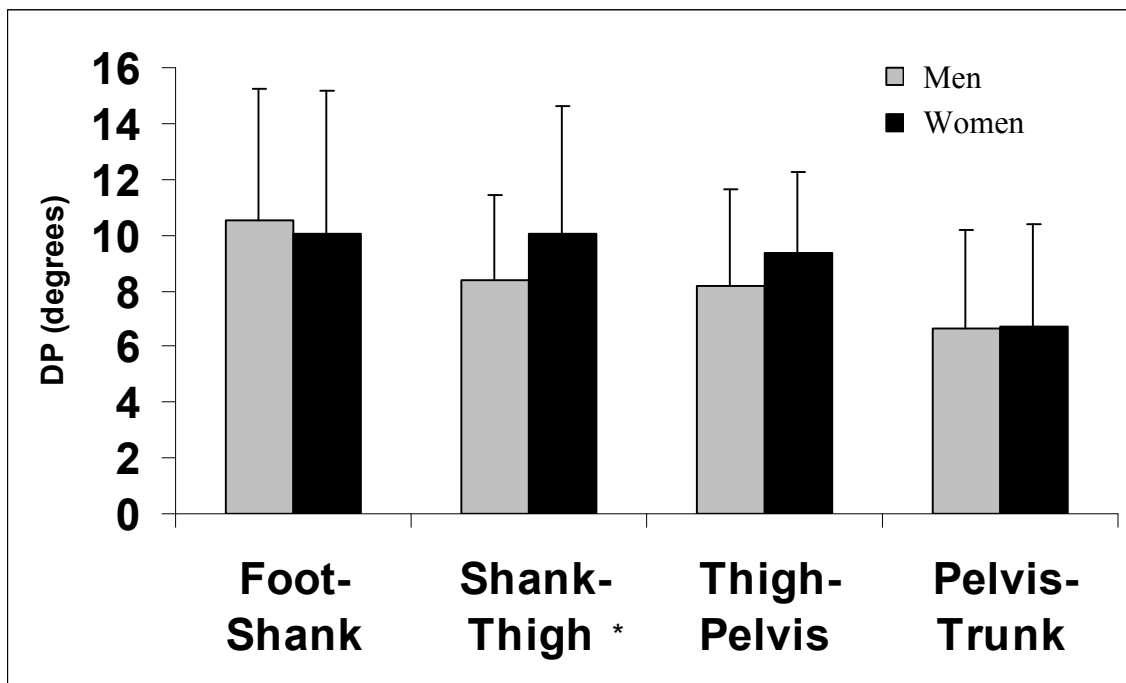 16
14
12
10
8
6
4
2
0
DP (degrees)
Men
Women
Foot-
Shank
Shank-
Thigh *
Thigh-
Pelvis
Pelvis-
Trunk